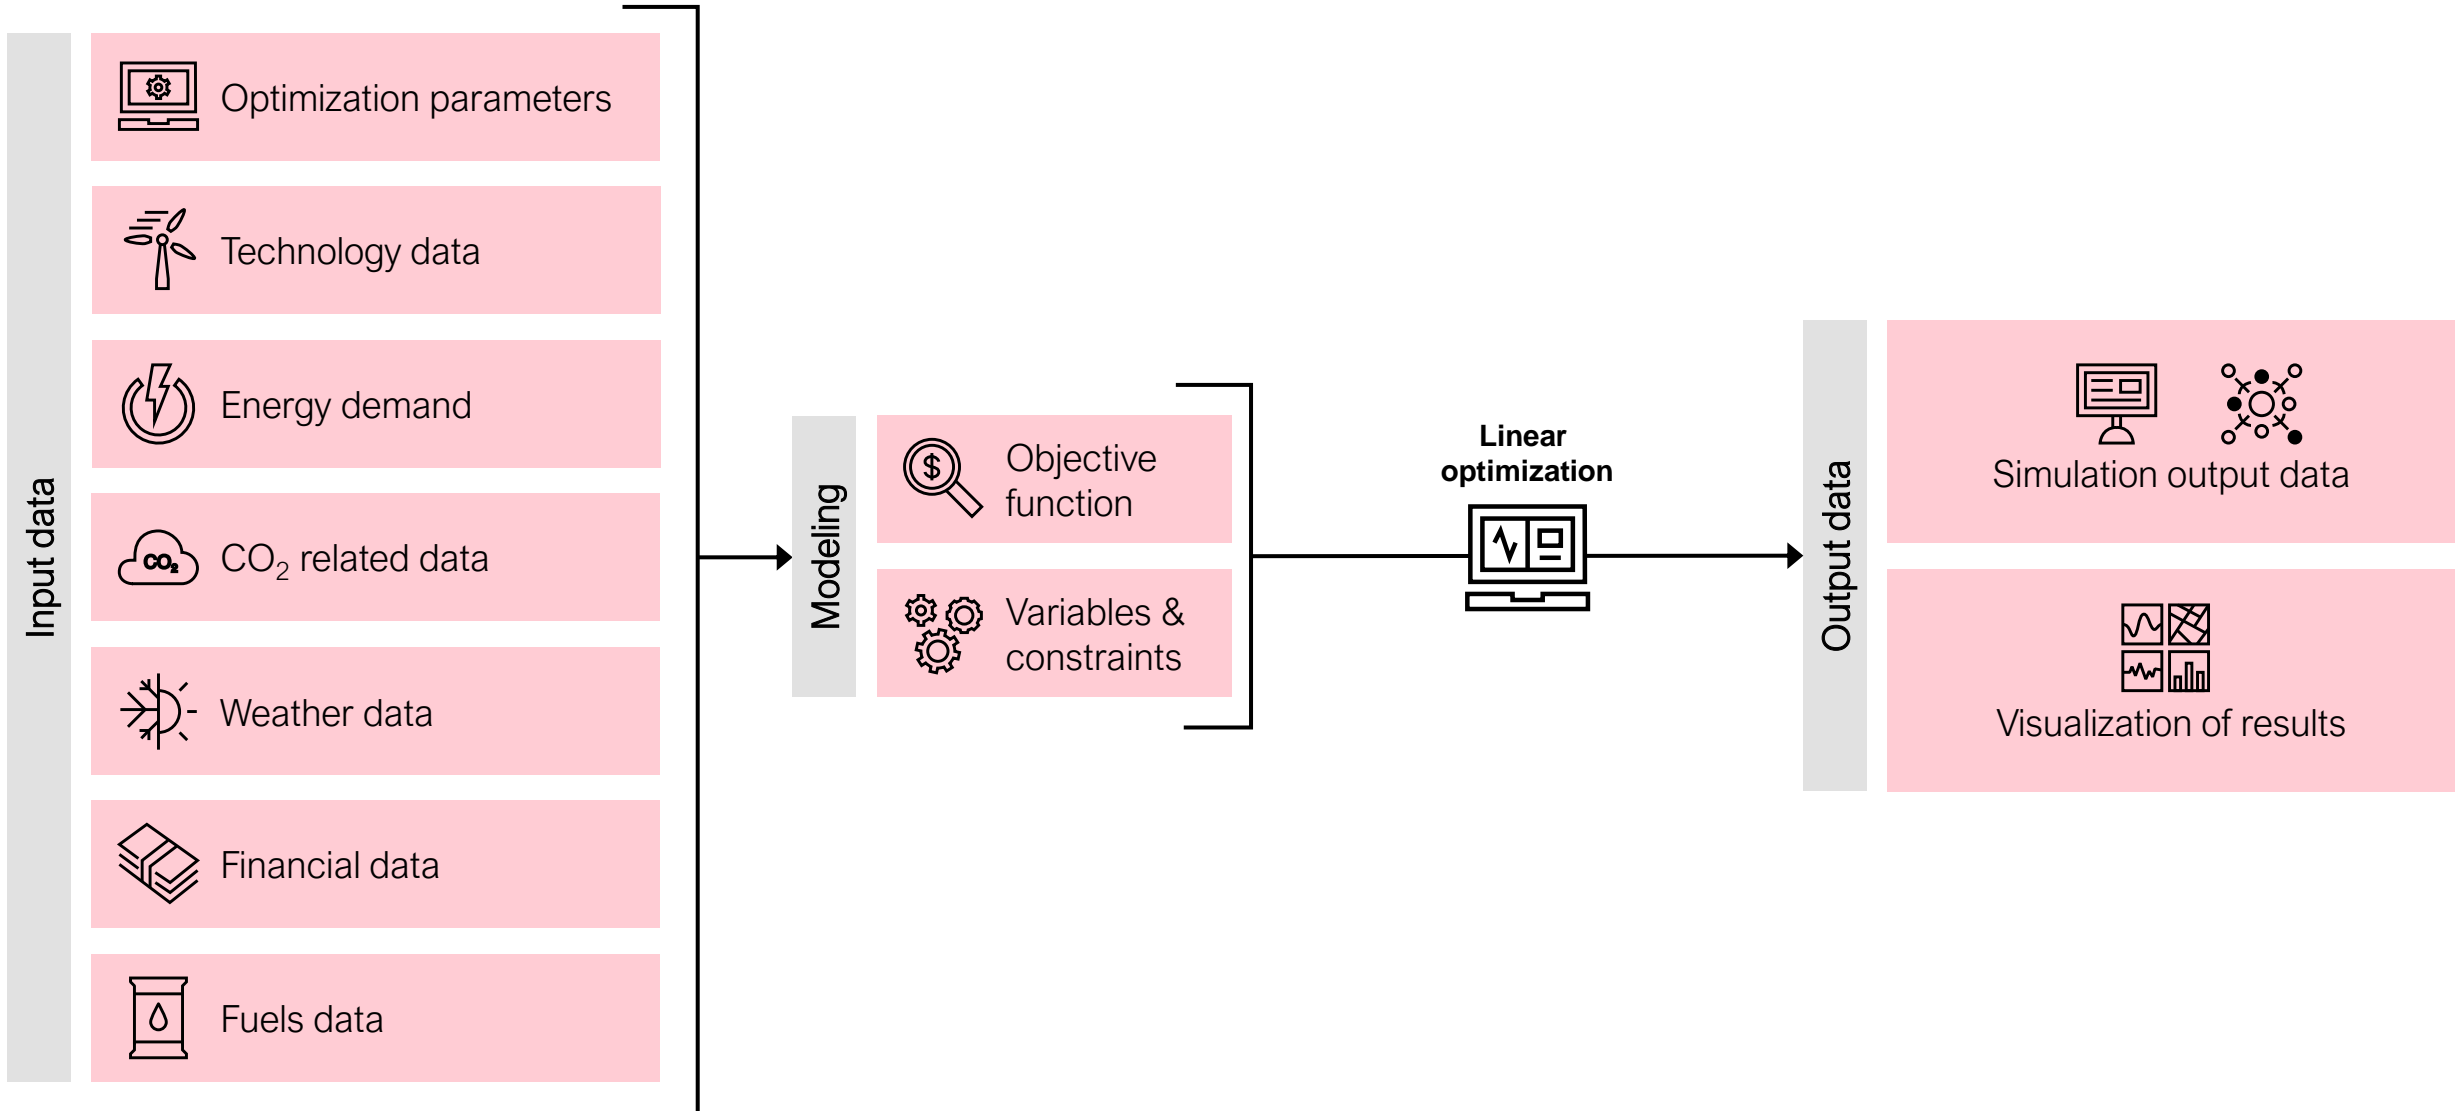 Input data
Optimization parameters
Technology data
Energy demand
CO₂
CO₂ related data
Weather data
Financial data
Fuels data
Modeling
$
Objective
function
Variables &
constraints
Linear
optimization
Output data
Simulation output data
Visualization of results